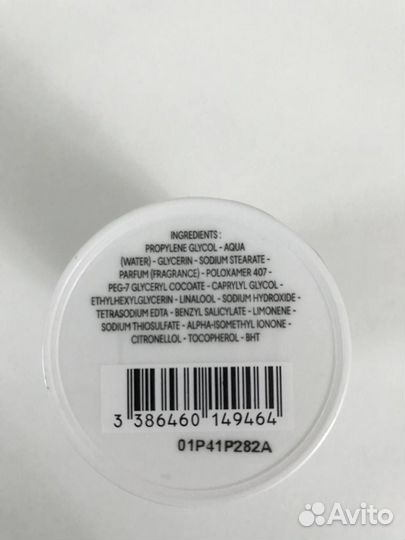 INGREDIENTS :
PROPYLENE GLYCOL - AQUA
(WATER) - GLYCERIN - SODIUM STEARATE -
PARFUM (FRAGRANCE) - POLOXAMER 407 -
PEG-7 GLYCERYL COCOATE - CAPRYLYL GLYCOL -
ETHYLHEXYLGLYCERIN - LINALOOL - SODIUM HYDROXIDE -
TETRASODIUM EDTA - BENZYL SALICYLATE - LIMONENE -
SODIUM THIOSULFATE - ALPHA-ISOMETHYL IONONE -
CITRONELLOL - TOCOPHEROL - BHT
3 386460 149464
01P41P282A
Avito